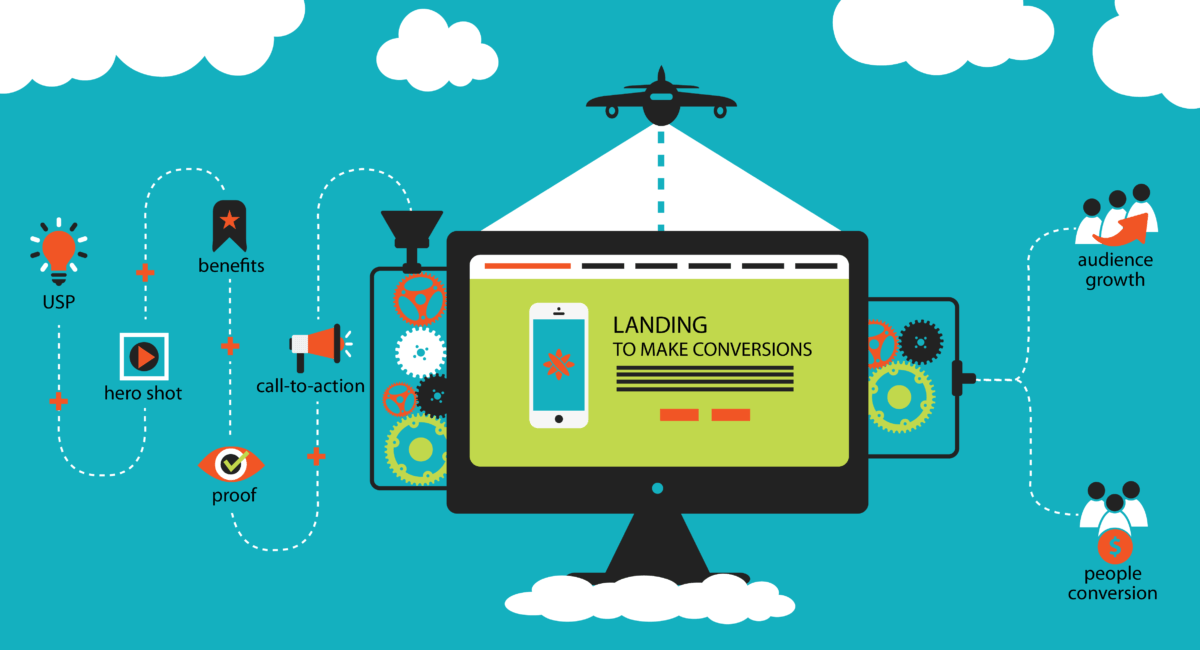 USP
hero shot
benefits
proof
call-to-action
LANDING
TO MAKE CONVERSIONS
audience
growth
$
people
conversion